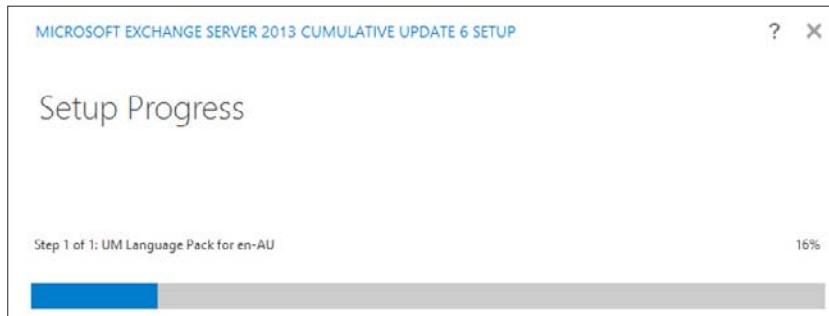 MICROSOFT EXCHANGE SERVER 2013 CUMULATIVE UPDATE 6 SETUP ? ×
Setup Progress
Step 1 of 1: UM Language Pack for en-AU 16%